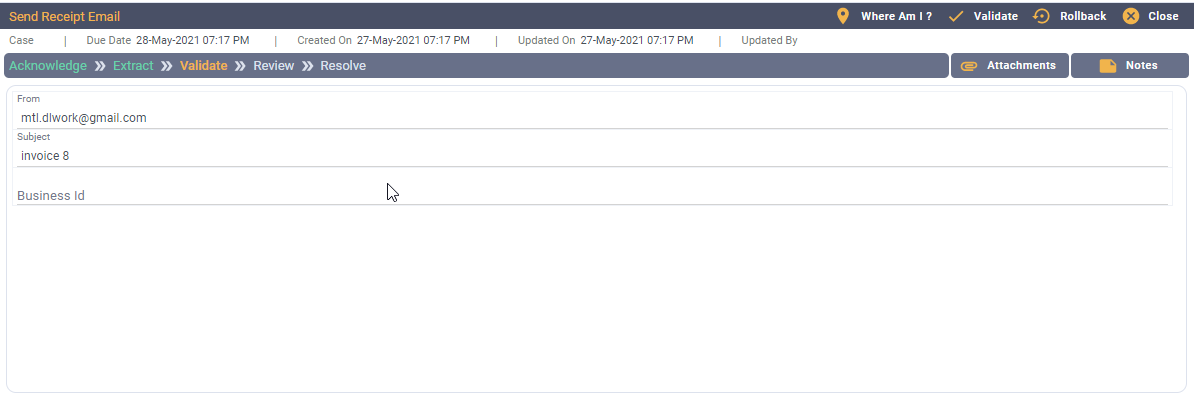 Send Receipt Email Where Am I ? Validate Rollback Close
Case | Due Date 28-May-2021 07:17 PM | Created On 27-May-2021 07:17 PM | Updated On 27-May-2021 07:17 PM | Updated By
Acknowledge » Extract » Validate » Review » Resolve Attachments Notes
From
mtl.dlwork@gmail.com
Subject
invoice 8
Business Id